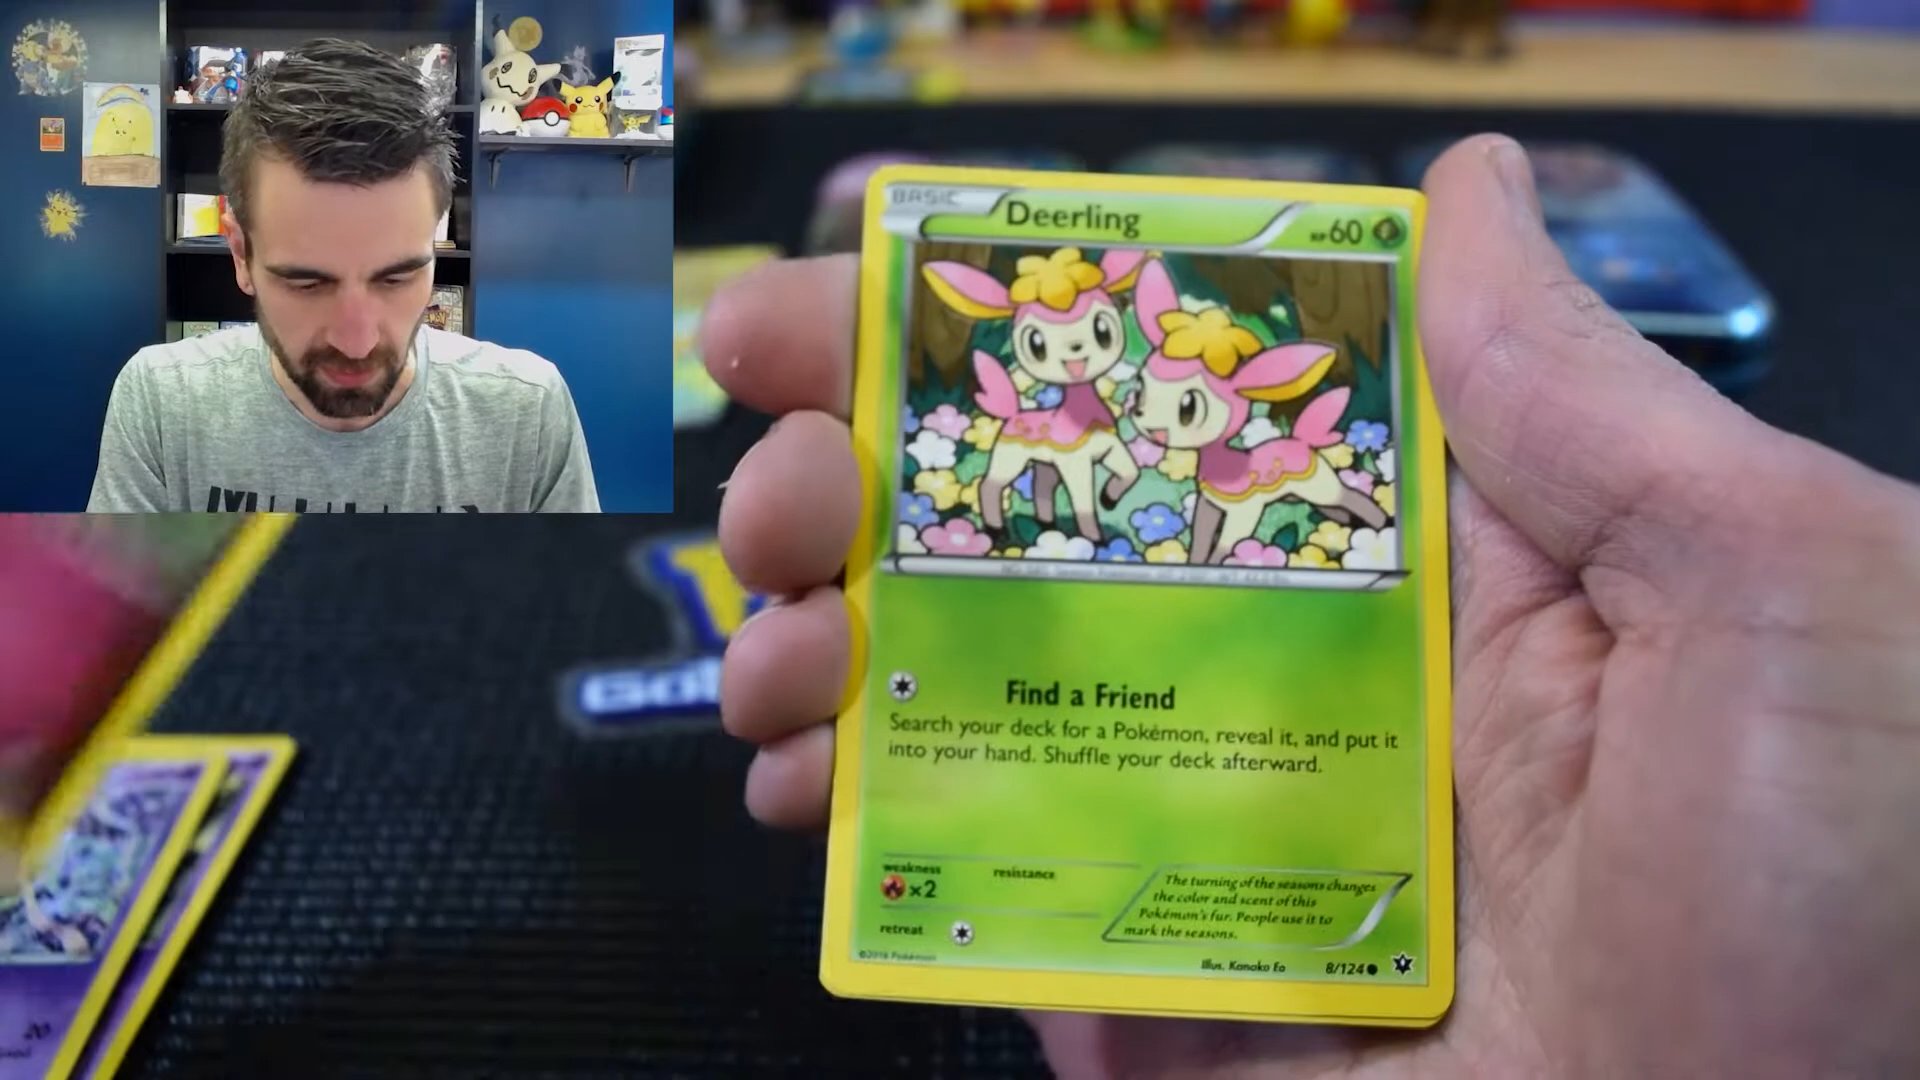 BASIC
Deerling
HP60
Find a Friend
Search your deck for a Pokémon, reveal it, and put it
into your hand. Shuffle your deck afterward.
weakness
×2
resistance
retreat
The turning of the seasons changes
the color and scent of this
Pokémon's fur. People use it to
mark the seasons.
©2016 Pokémon
Illus. Kanako Eo
8/124
20